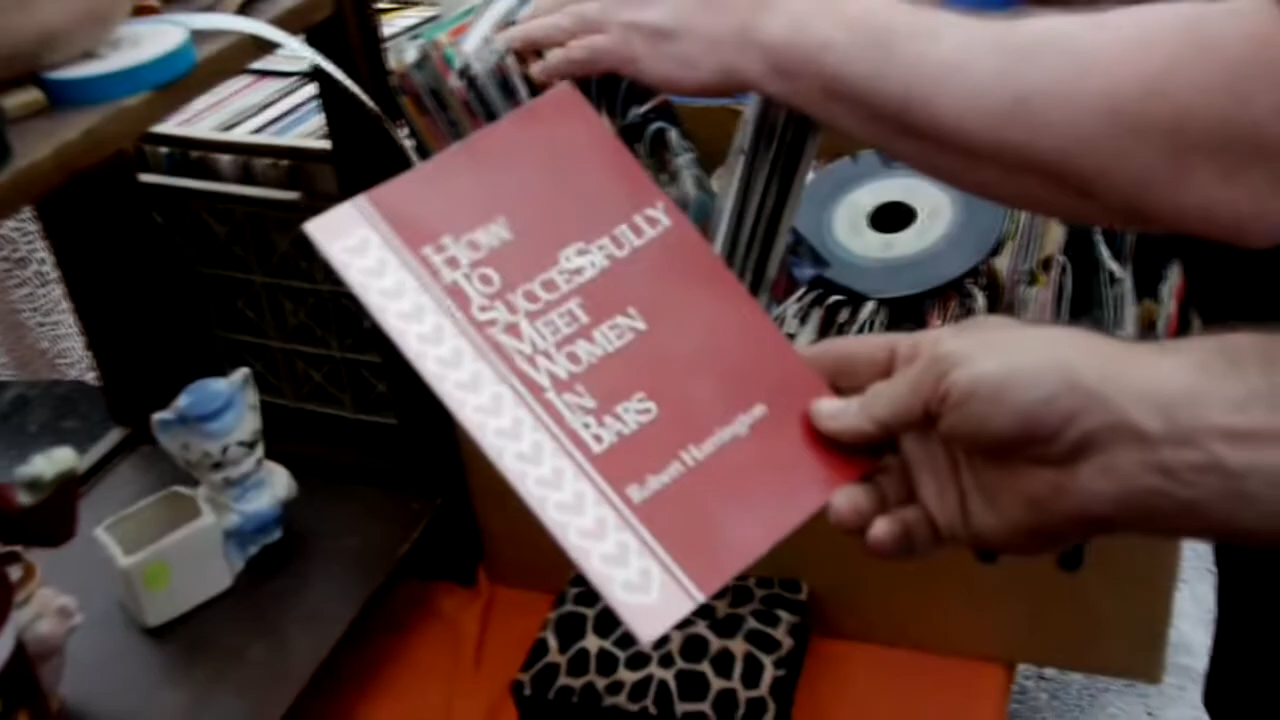 How
To
SUCCESSFULLY
MEET
WOMEN
IN
BARS
Robert Harrington